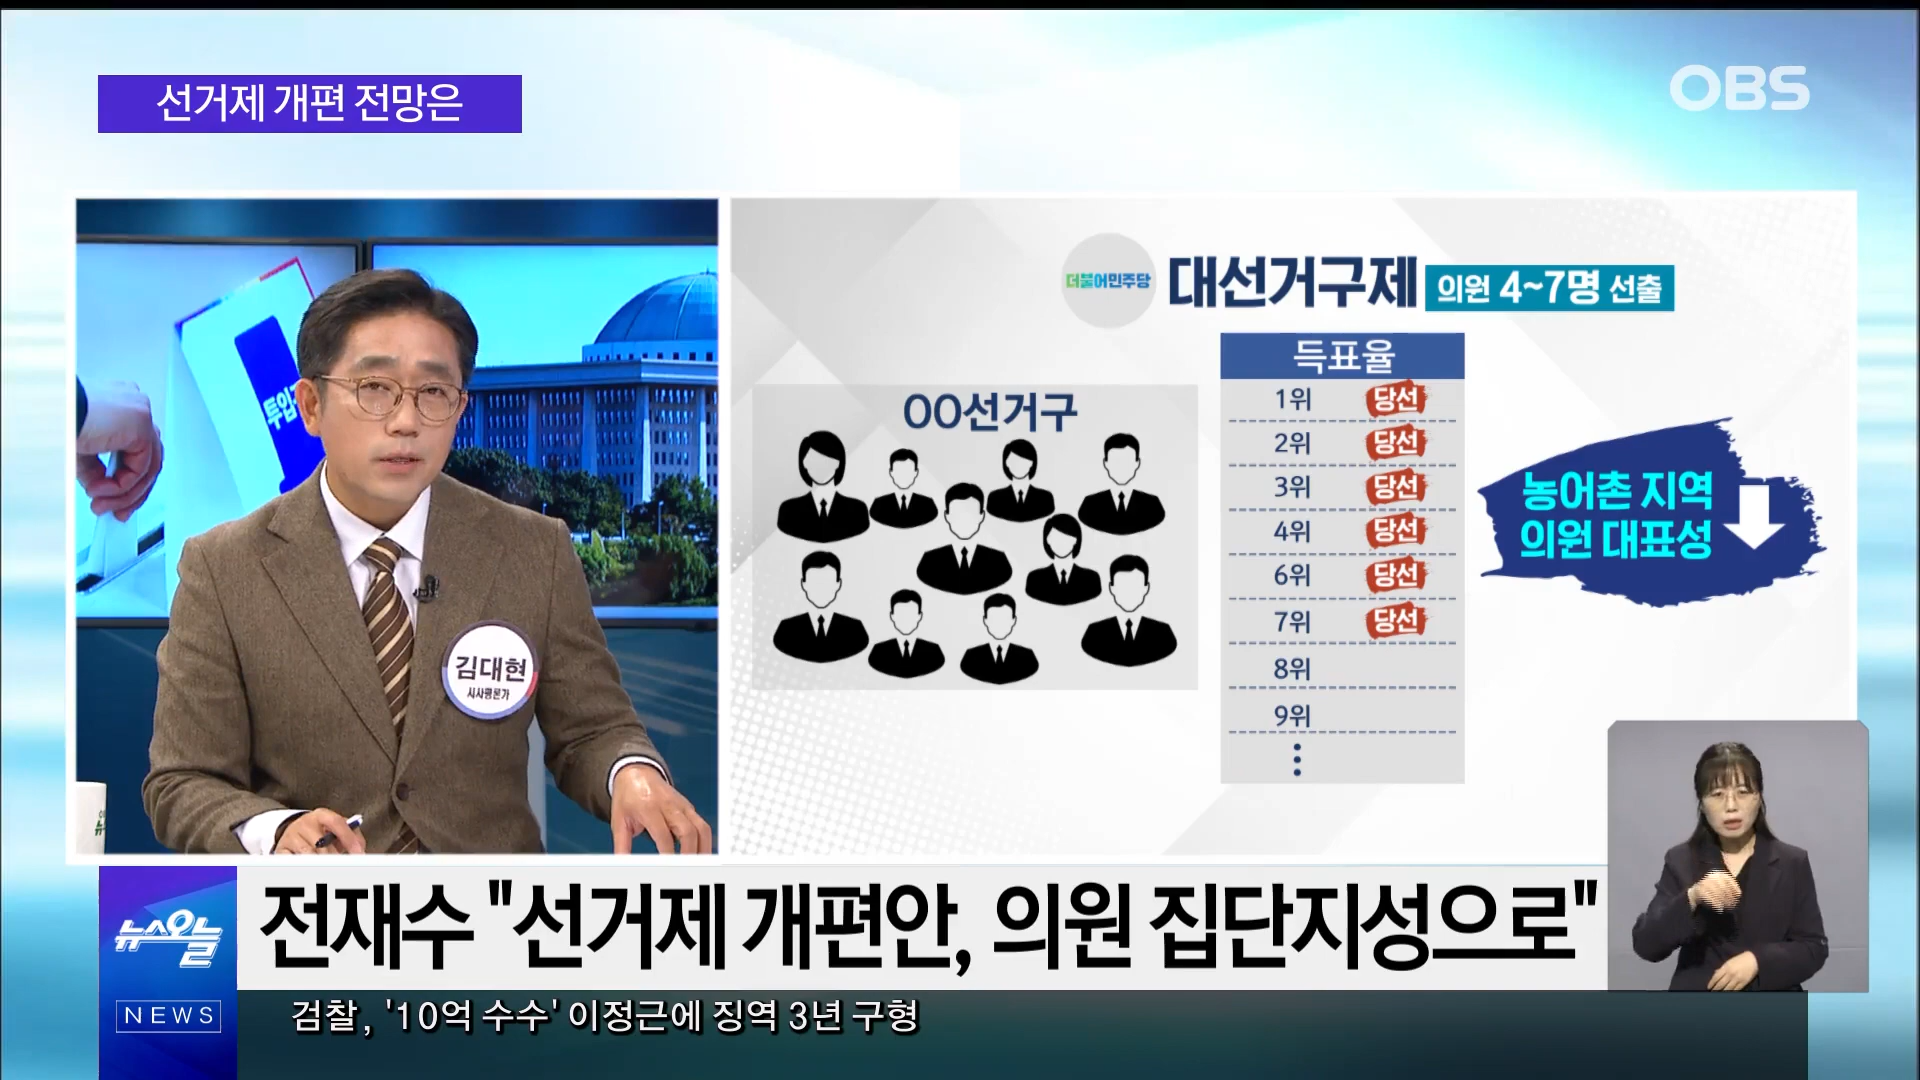 선거제 개편 전망은
OBS
투입
김대현
시사평론가
더불어민주당
대선거구제
의원 4~7명 선출
OO선거구
득표율
1위 당선
2위 당선
3위 당선
4위 당선
6위 당선
7위 당선
8위
9위
농어촌 지역
의원 대표성
뉴스오늘
NEWS
전재수 "선거제 개편안, 의원 집단지성으로"
검찰, '10억 수수' 이정근에 징역 3년 구형